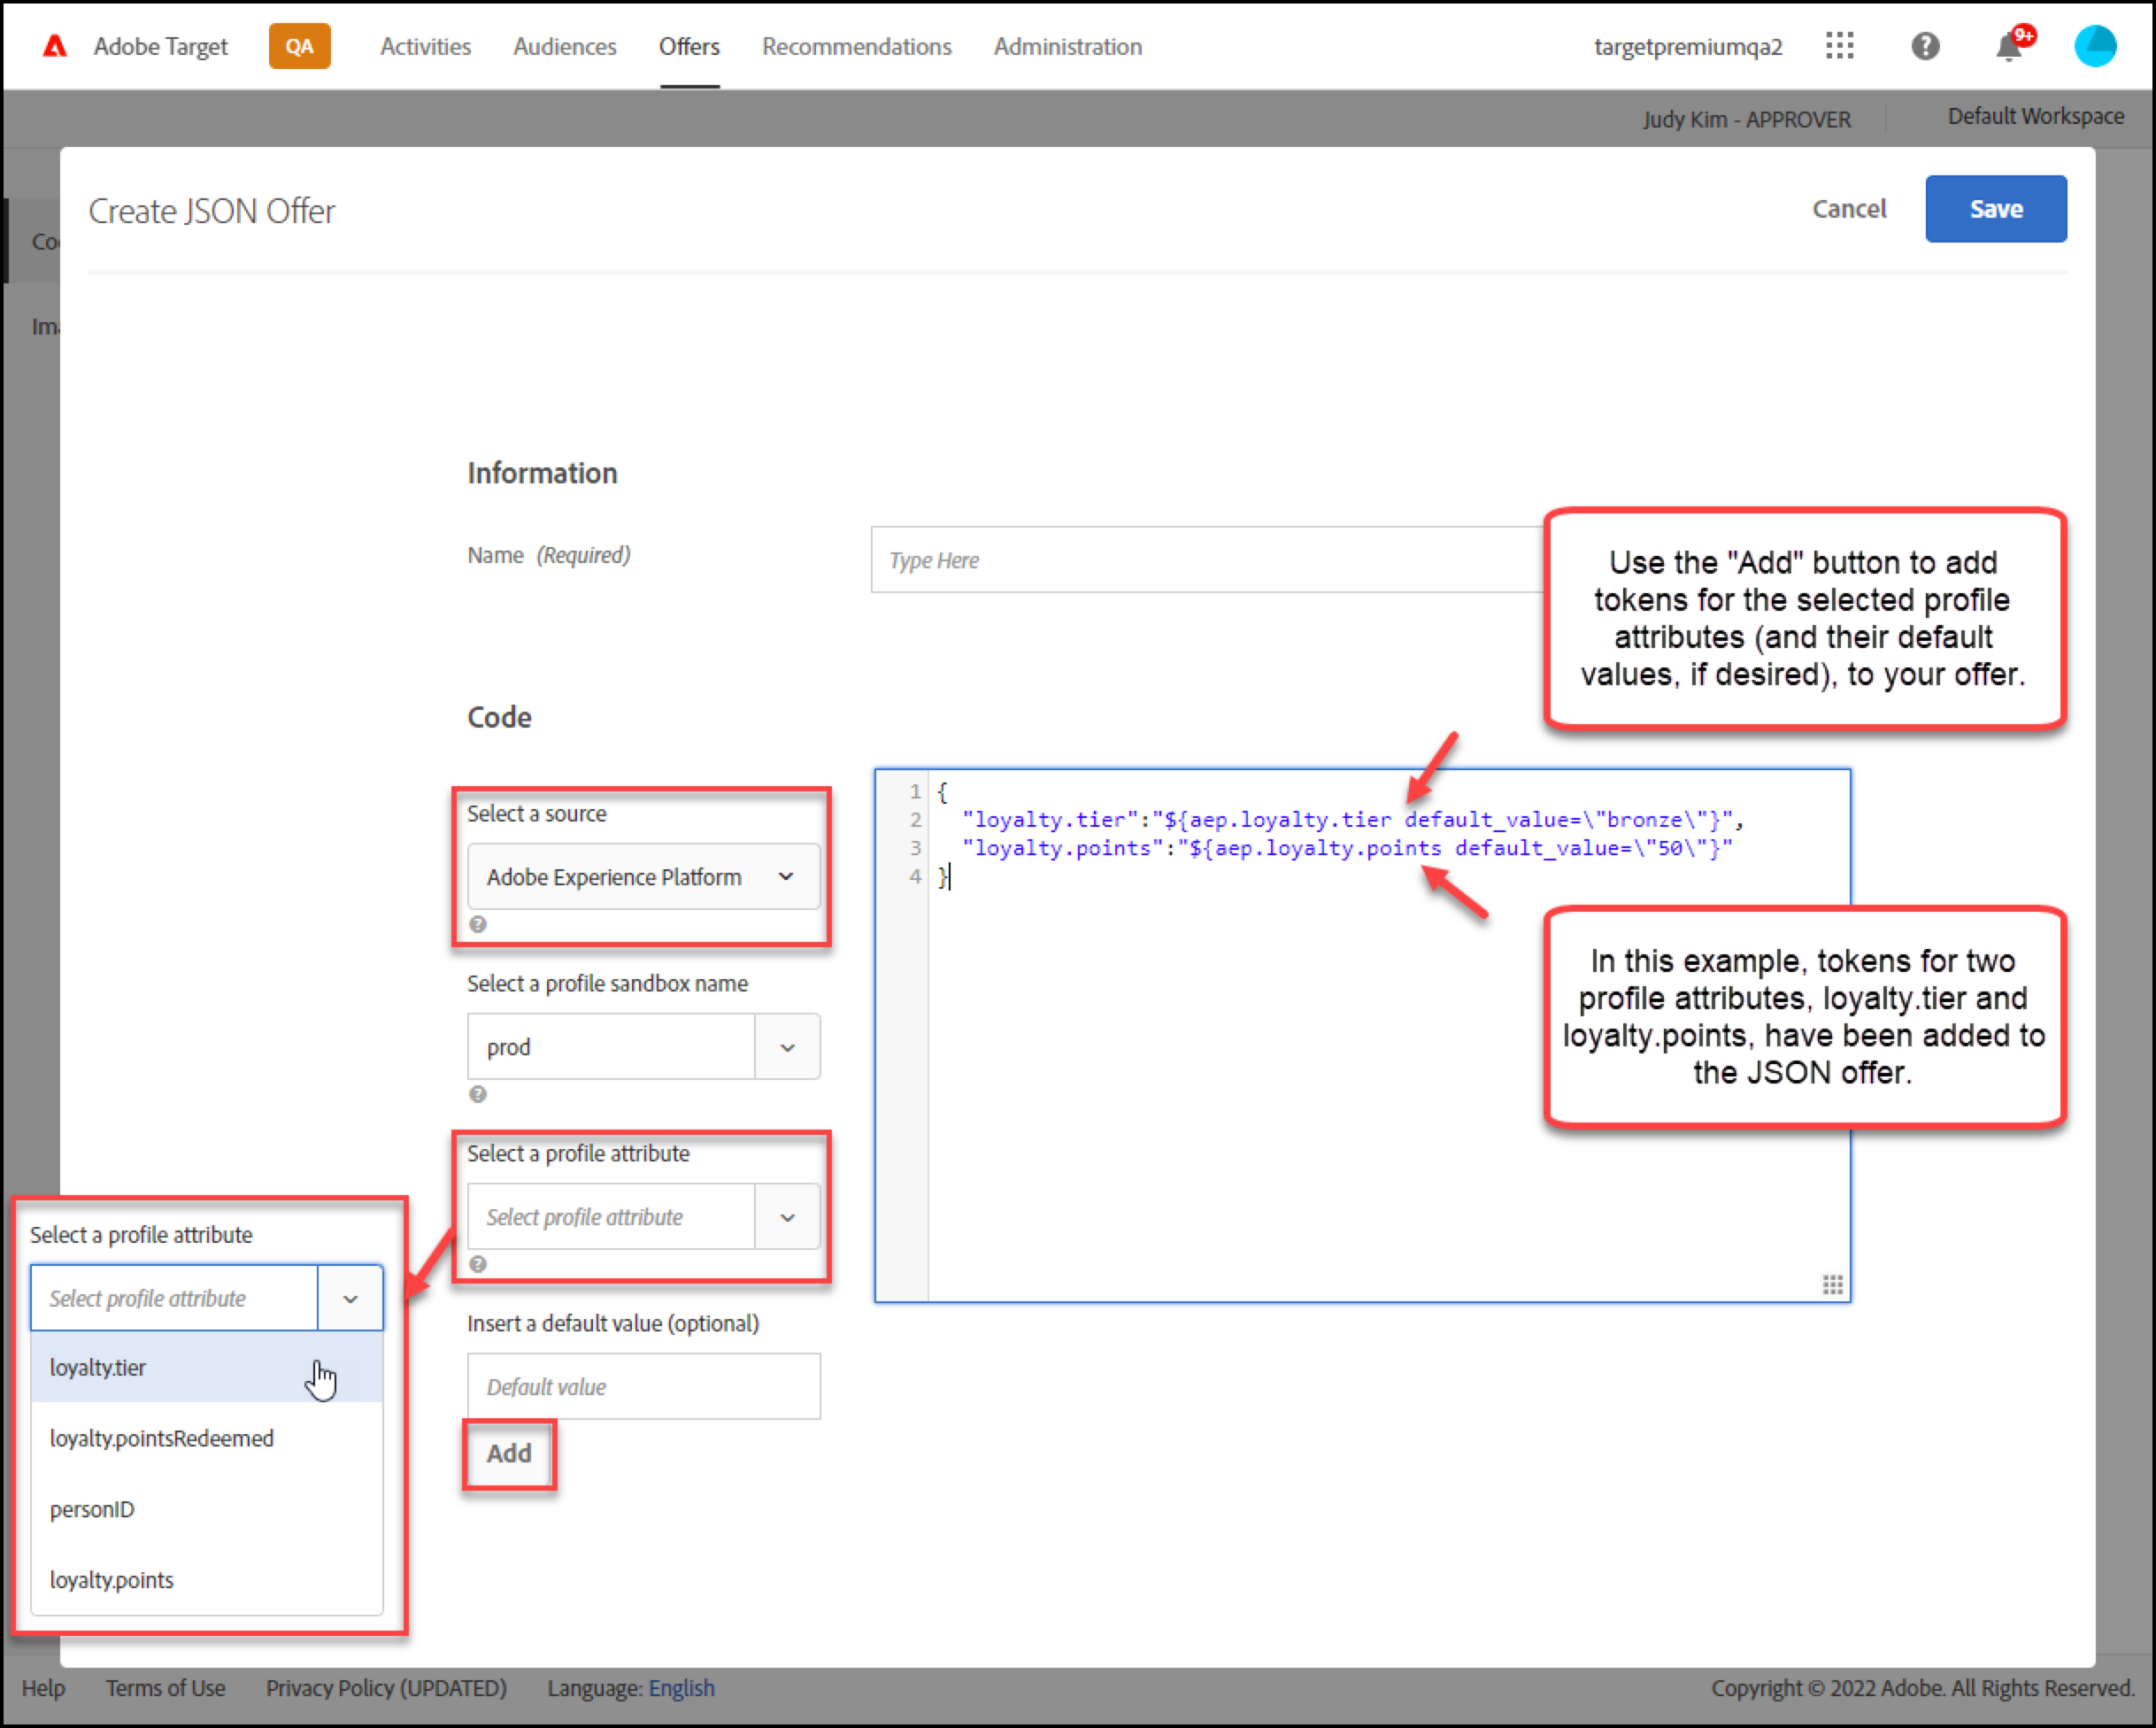 Adobe Target
QA
Activities
Audiences
Offers
Recommendations
Administration
targetpremiumqa2
9+
Judy Kim - APPROVER
Default Workspace
Create JSON Offer
Cancel
Save
Information
Name (Required)
Type Here
Use the "Add" button to add
tokens for the selected profile
attributes (and their default
values, if desired), to your offer.
Code
Select a source
Adobe Experience Platform
Select a profile sandbox name
prod
Select a profile attribute
Select profile attribute
Insert a default value (optional)
Default value
Add
1 {
2 "loyalty.tier":"${aep.loyalty.tier default_value=\"bronze\"}",
3 "loyalty.points":"${aep.loyalty.points default_value=\"50\"}"
4 }
In this example, tokens for two
profile attributes, loyalty.tier and
loyalty.points, have been added to
the JSON offer.
Select a profile attribute
Select profile attribute
loyalty.tier
loyalty.pointsRedeemed
personID
loyalty.points
Help
Terms of Use
Privacy Policy (UPDATED)
Language: English
Copyright © 2022 Adobe. All Rights Reserved.